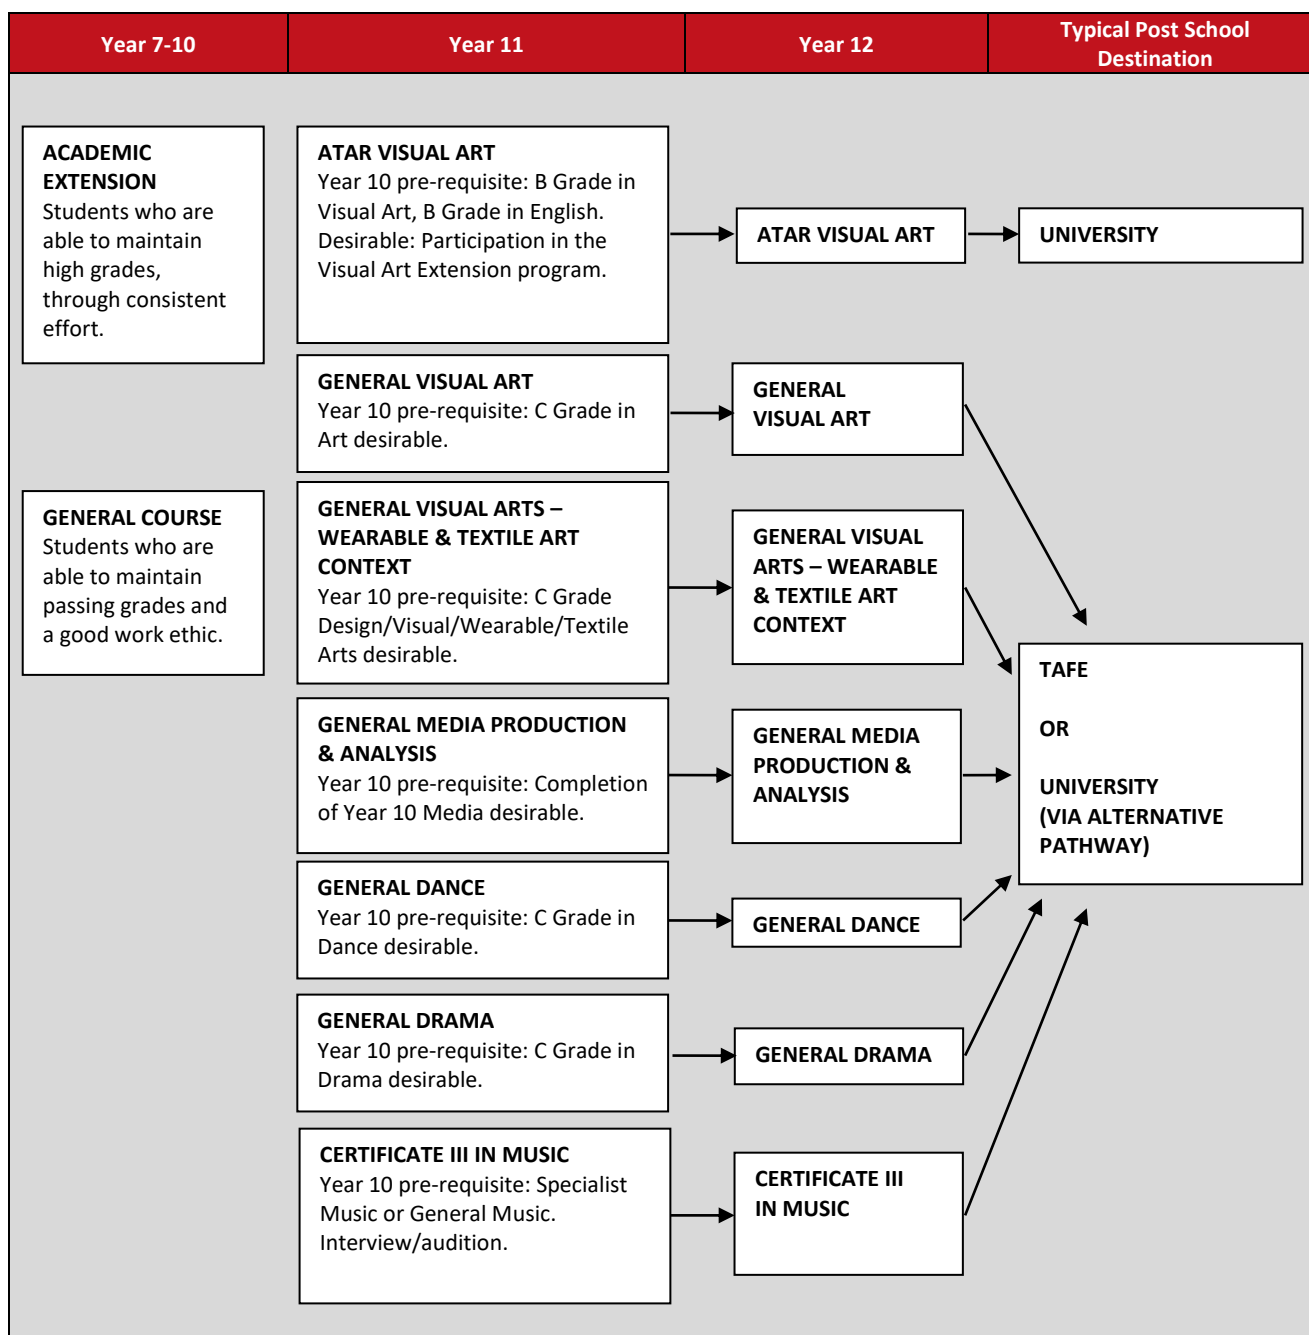 Year 7-10
Year 11
Year 12
Typical Post School
Destination
ACADEMIC
EXTENSION
Students who are
able to maintain
high grades,
through consistent
effort.
GENERAL COURSE
Students who are
able to maintain
passing grades and
a good work ethic.
ATAR VISUAL ART
Year 10 pre-requisite: B Grade in
Visual Art, B Grade in English.
Desirable: Participation in the
Visual Art Extension program.
GENERAL VISUAL ART
Year 10 pre-requisite: C Grade in
Art desirable.
GENERAL VISUAL ARTS –
WEARABLE & TEXTILE ART
CONTEXT
Year 10 pre-requisite: C Grade
Design/Visual/Wearable/Textile
Arts desirable.
GENERAL MEDIA PRODUCTION
& ANALYSIS
Year 10 pre-requisite: Completion
of Year 10 Media desirable.
GENERAL DANCE
Year 10 pre-requisite: C Grade in
Dance desirable.
GENERAL DRAMA
Year 10 pre-requisite: C Grade in
Drama desirable.
CERTIFICATE III IN MUSIC
Year 10 pre-requisite: Specialist
Music or General Music.
Interview/audition.
ATAR VISUAL ART
GENERAL
VISUAL ART
GENERAL VISUAL
ARTS – WEARABLE
& TEXTILE ART
CONTEXT
GENERAL MEDIA
PRODUCTION &
ANALYSIS
GENERAL DANCE
GENERAL DRAMA
CERTIFICATE III
IN MUSIC
UNIVERSITY
TAFE
OR
UNIVERSITY
(VIA ALTERNATIVE
PATHWAY)